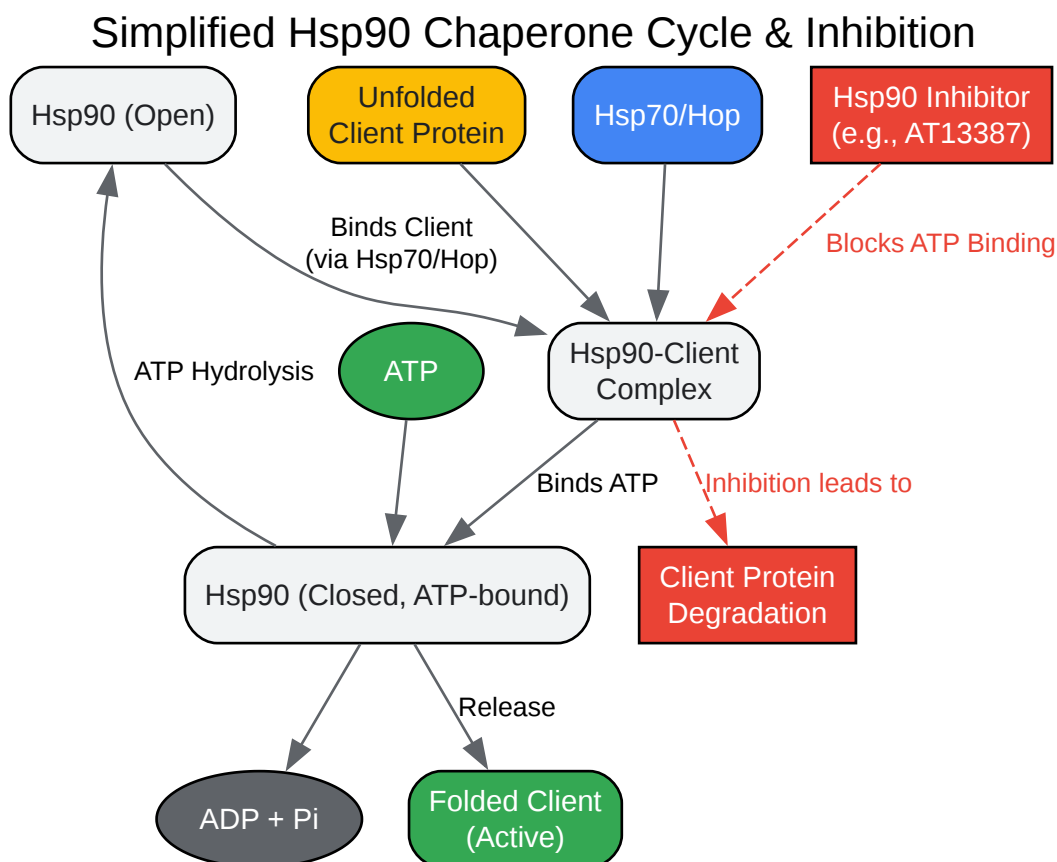 Simplified Hsp90 Chaperone Cycle & Inhibition
Hsp90 (Open)
Unfolded
Client Protein
Hsp70/Hop
Hsp90 Inhibitor
(e.g., AT13387)
Binds Client
(via Hsp70/Hop)
Blocks ATP Binding
ATP Hydrolysis
ATP
Hsp90-Client
Complex
Binds ATP
Inhibition leads to
Hsp90 (Closed, ATP-bound)
Client Protein
Degradation
Release
ADP + Pi
Folded Client
(Active)